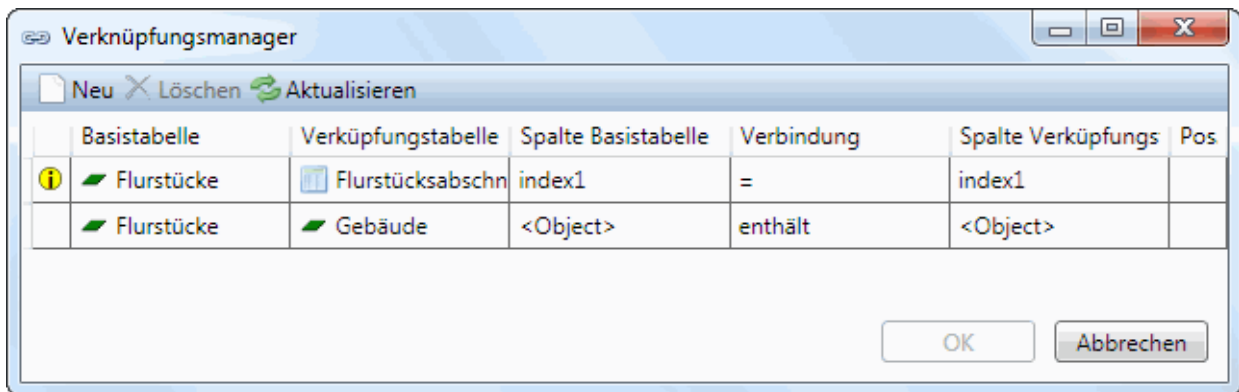 Verknüpfungsmanager
Neu Löschen Aktualisieren
Basistabelle Verküpfungstabelle Spalte Basistabelle Verbindung Spalte Verküpfungs Pos.
Flurstücke Flurstücksabschn index1 = index1
Flurstücke Gebäude <Object> enthält <Object>
OK Abbrechen